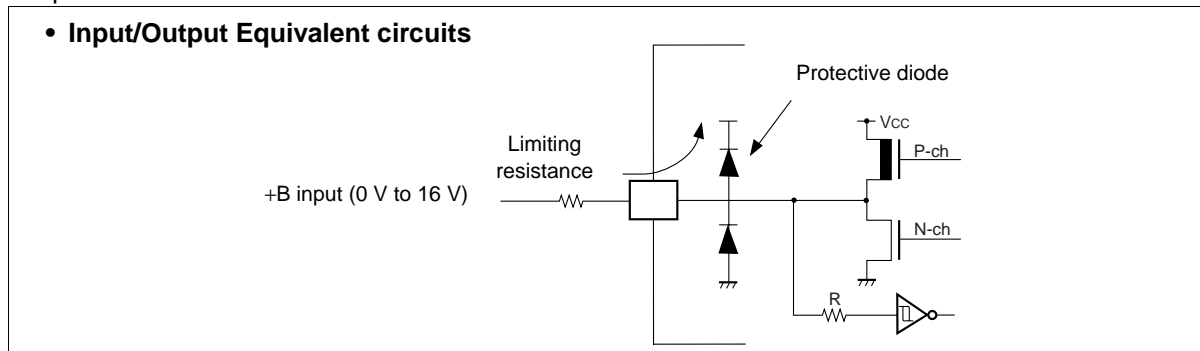 • Input/Output Equivalent circuits
Protective diode
Limiting
resistance
+B input (0 V to 16 V)
VCC
P-ch
N-ch
R